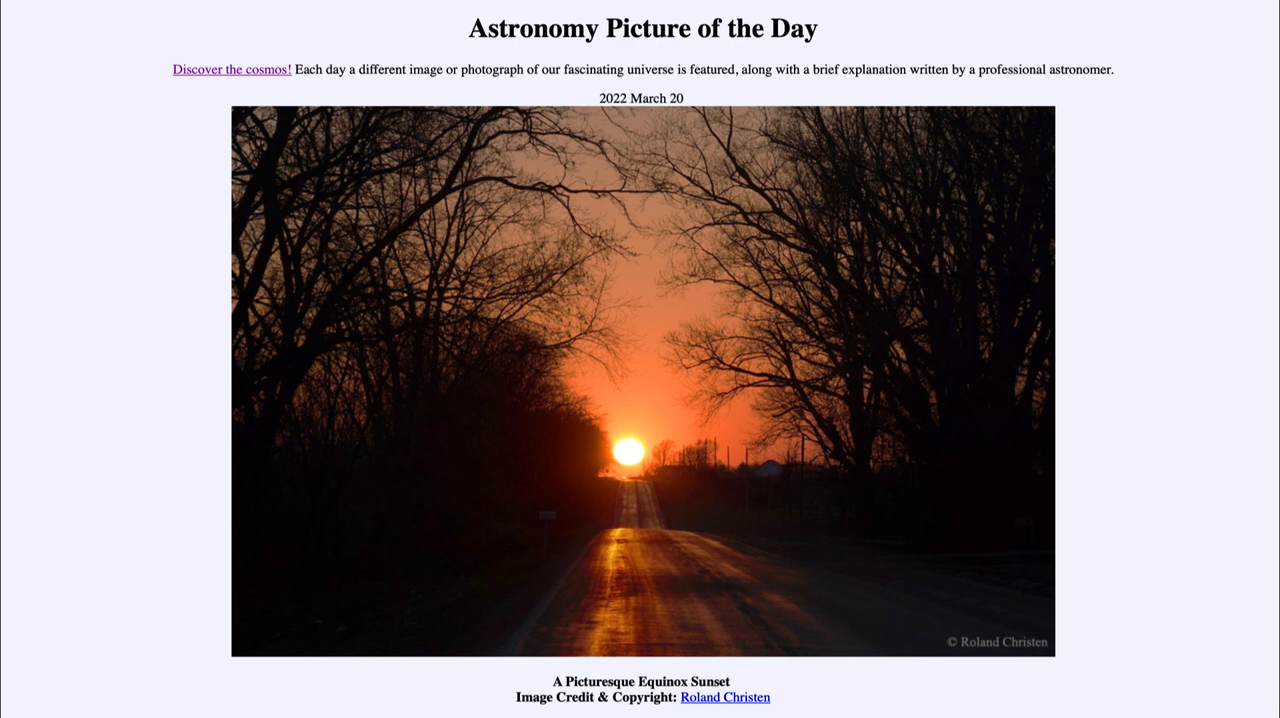 Astronomy Picture of the Day
Discover the cosmos! Each day a different image or photograph of our fascinating universe is featured, along with a brief explanation written by a professional astronomer.
2022 March 20
© Roland Christen
A Picturesque Equinox Sunset
Image Credit & Copyright: Roland Christen